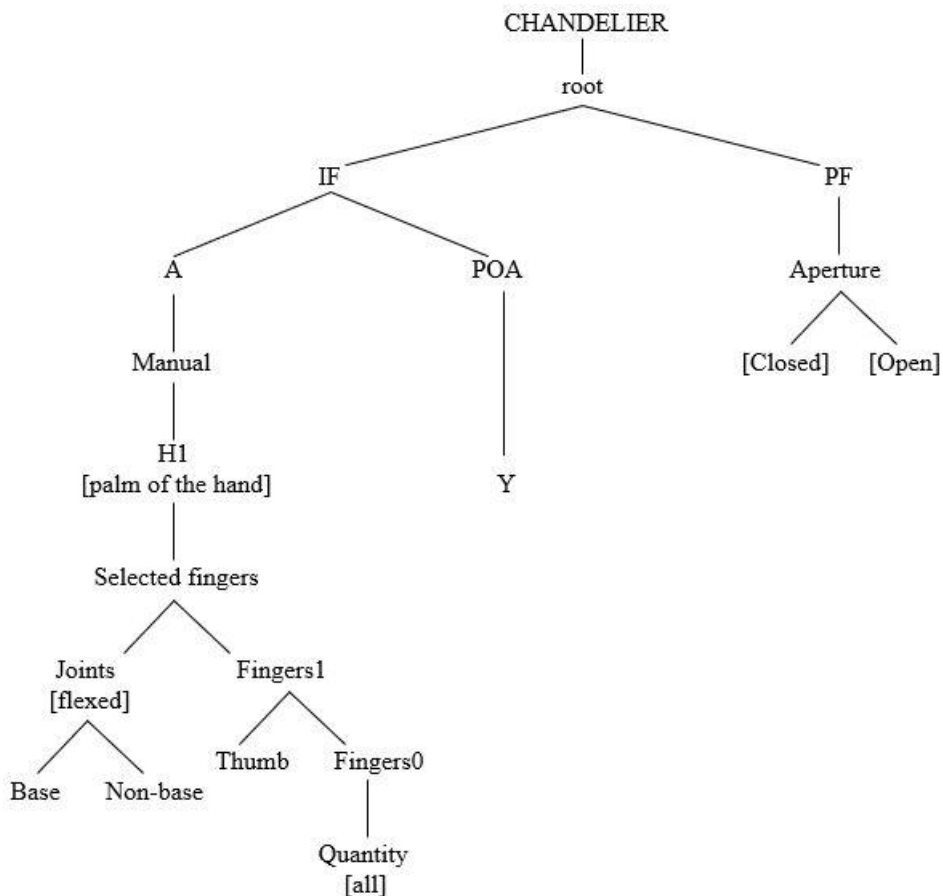 CHANDELIER
root
IF
PF
A
POA
Aperture
Manual
[Closed]
[Open]
H1
[palm of the hand]
Y
Selected fingers
Joints
[flexed]
Fingers1
Thumb
Fingers0
Base
Non-base
Quantity
[all]